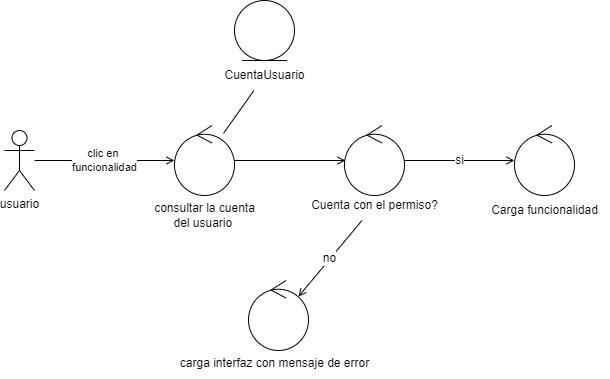 CuentaUsuario
clic en
funcionalidad
si
usuario
consultar la cuenta
del usuario
Cuenta con el permiso?
Carga funcionalidad
no
carga interfaz con mensaje de error